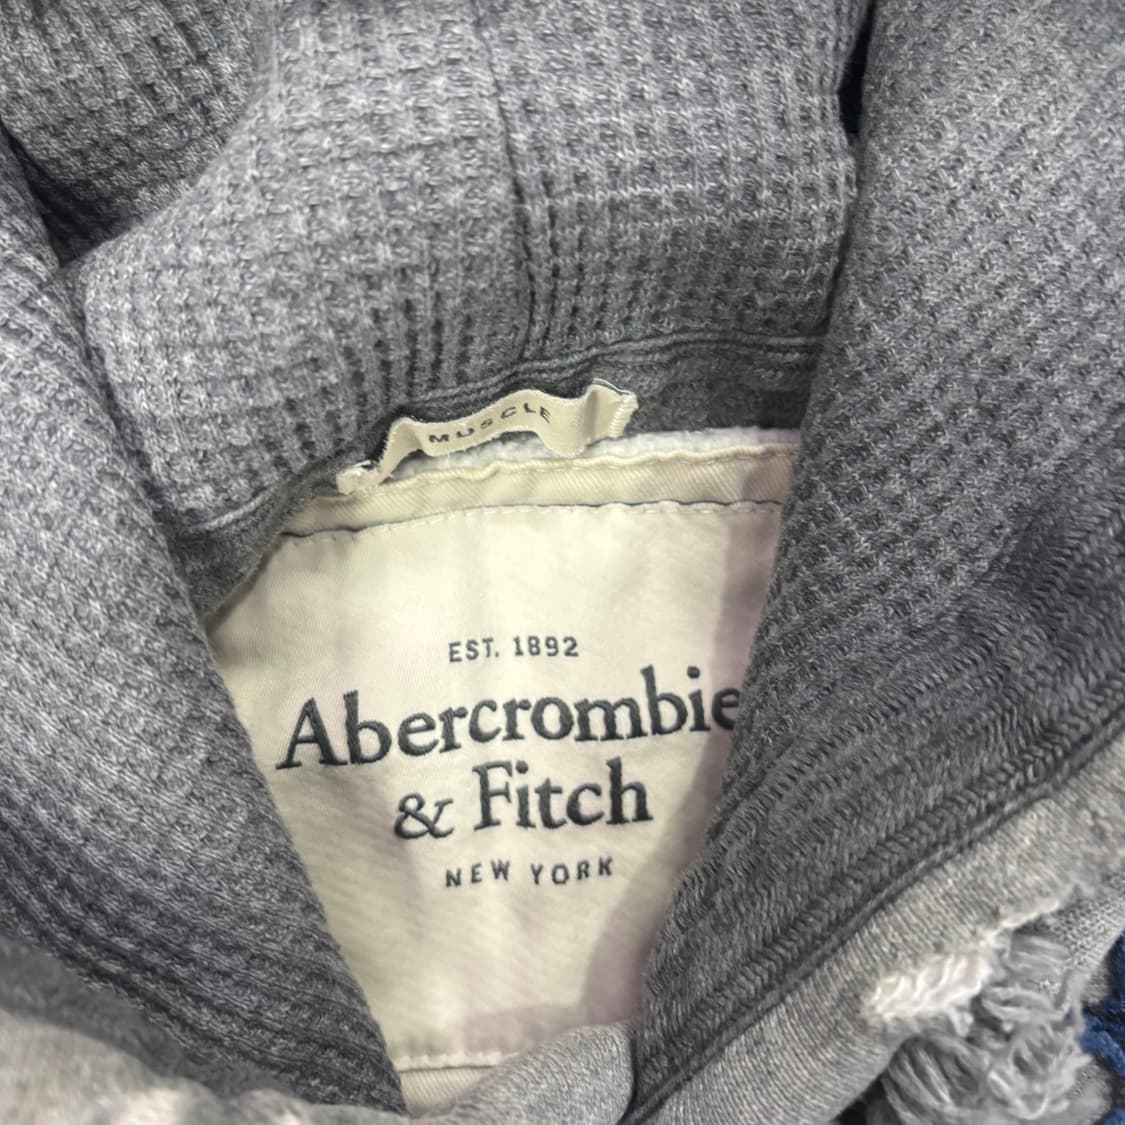 MUSCLE
EST. 1892
Abercrombie
& Fitch
NEW YORK